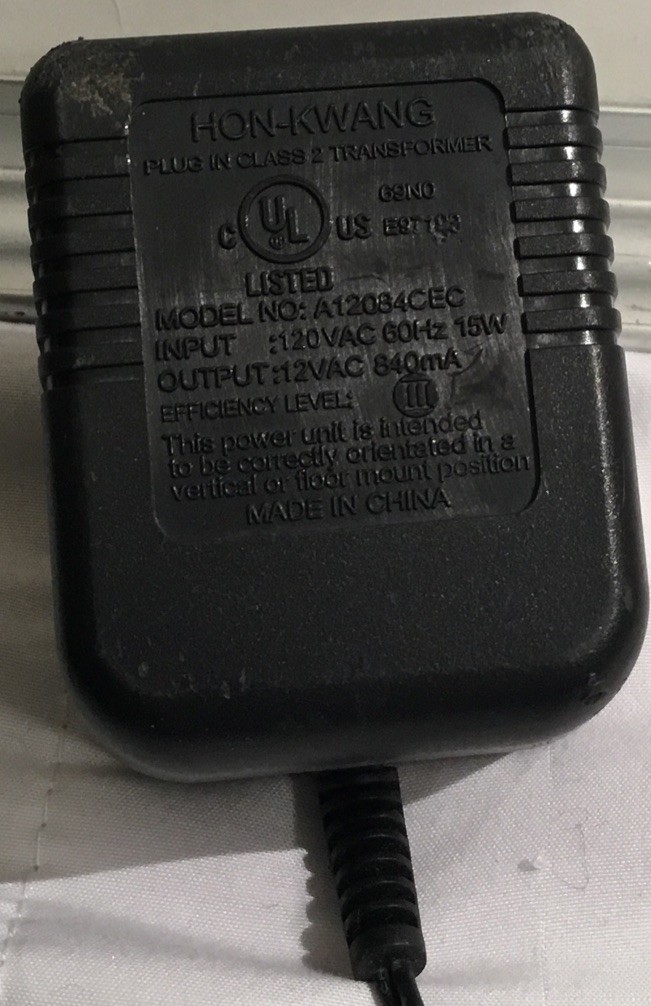 HON-KWANG
PLUG IN CLASS 2 TRANSFORMER
69N0
C UL US E97103
LISTED
MODEL NO: A12084CEC
INPUT :120VAC 60Hz 15W
OUTPUT:12VAC 840mA
EFFICIENCY LEVEL: III
This power unit is intended
to be correctly orientated in a
vertical or floor mount position
MADE IN CHINA